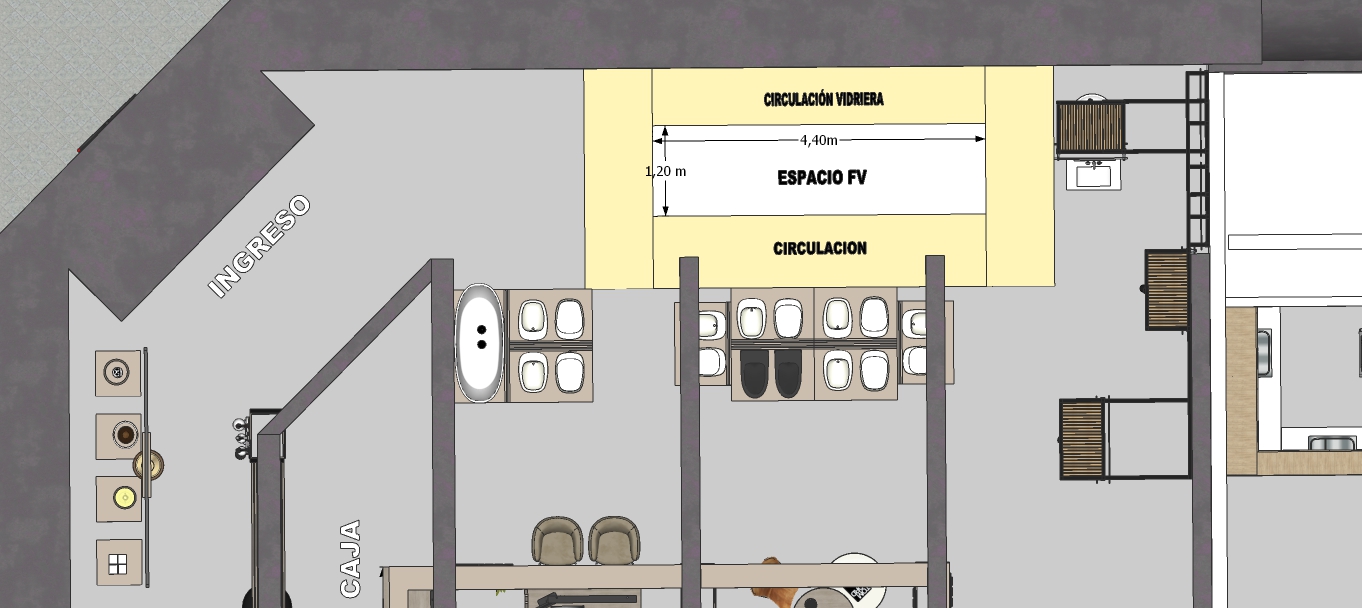 CIRCULACIÓN VIDRIERA
4,40m
1,20 m
ESPACIO FV
INGRESO
CIRCULACION
CAJA